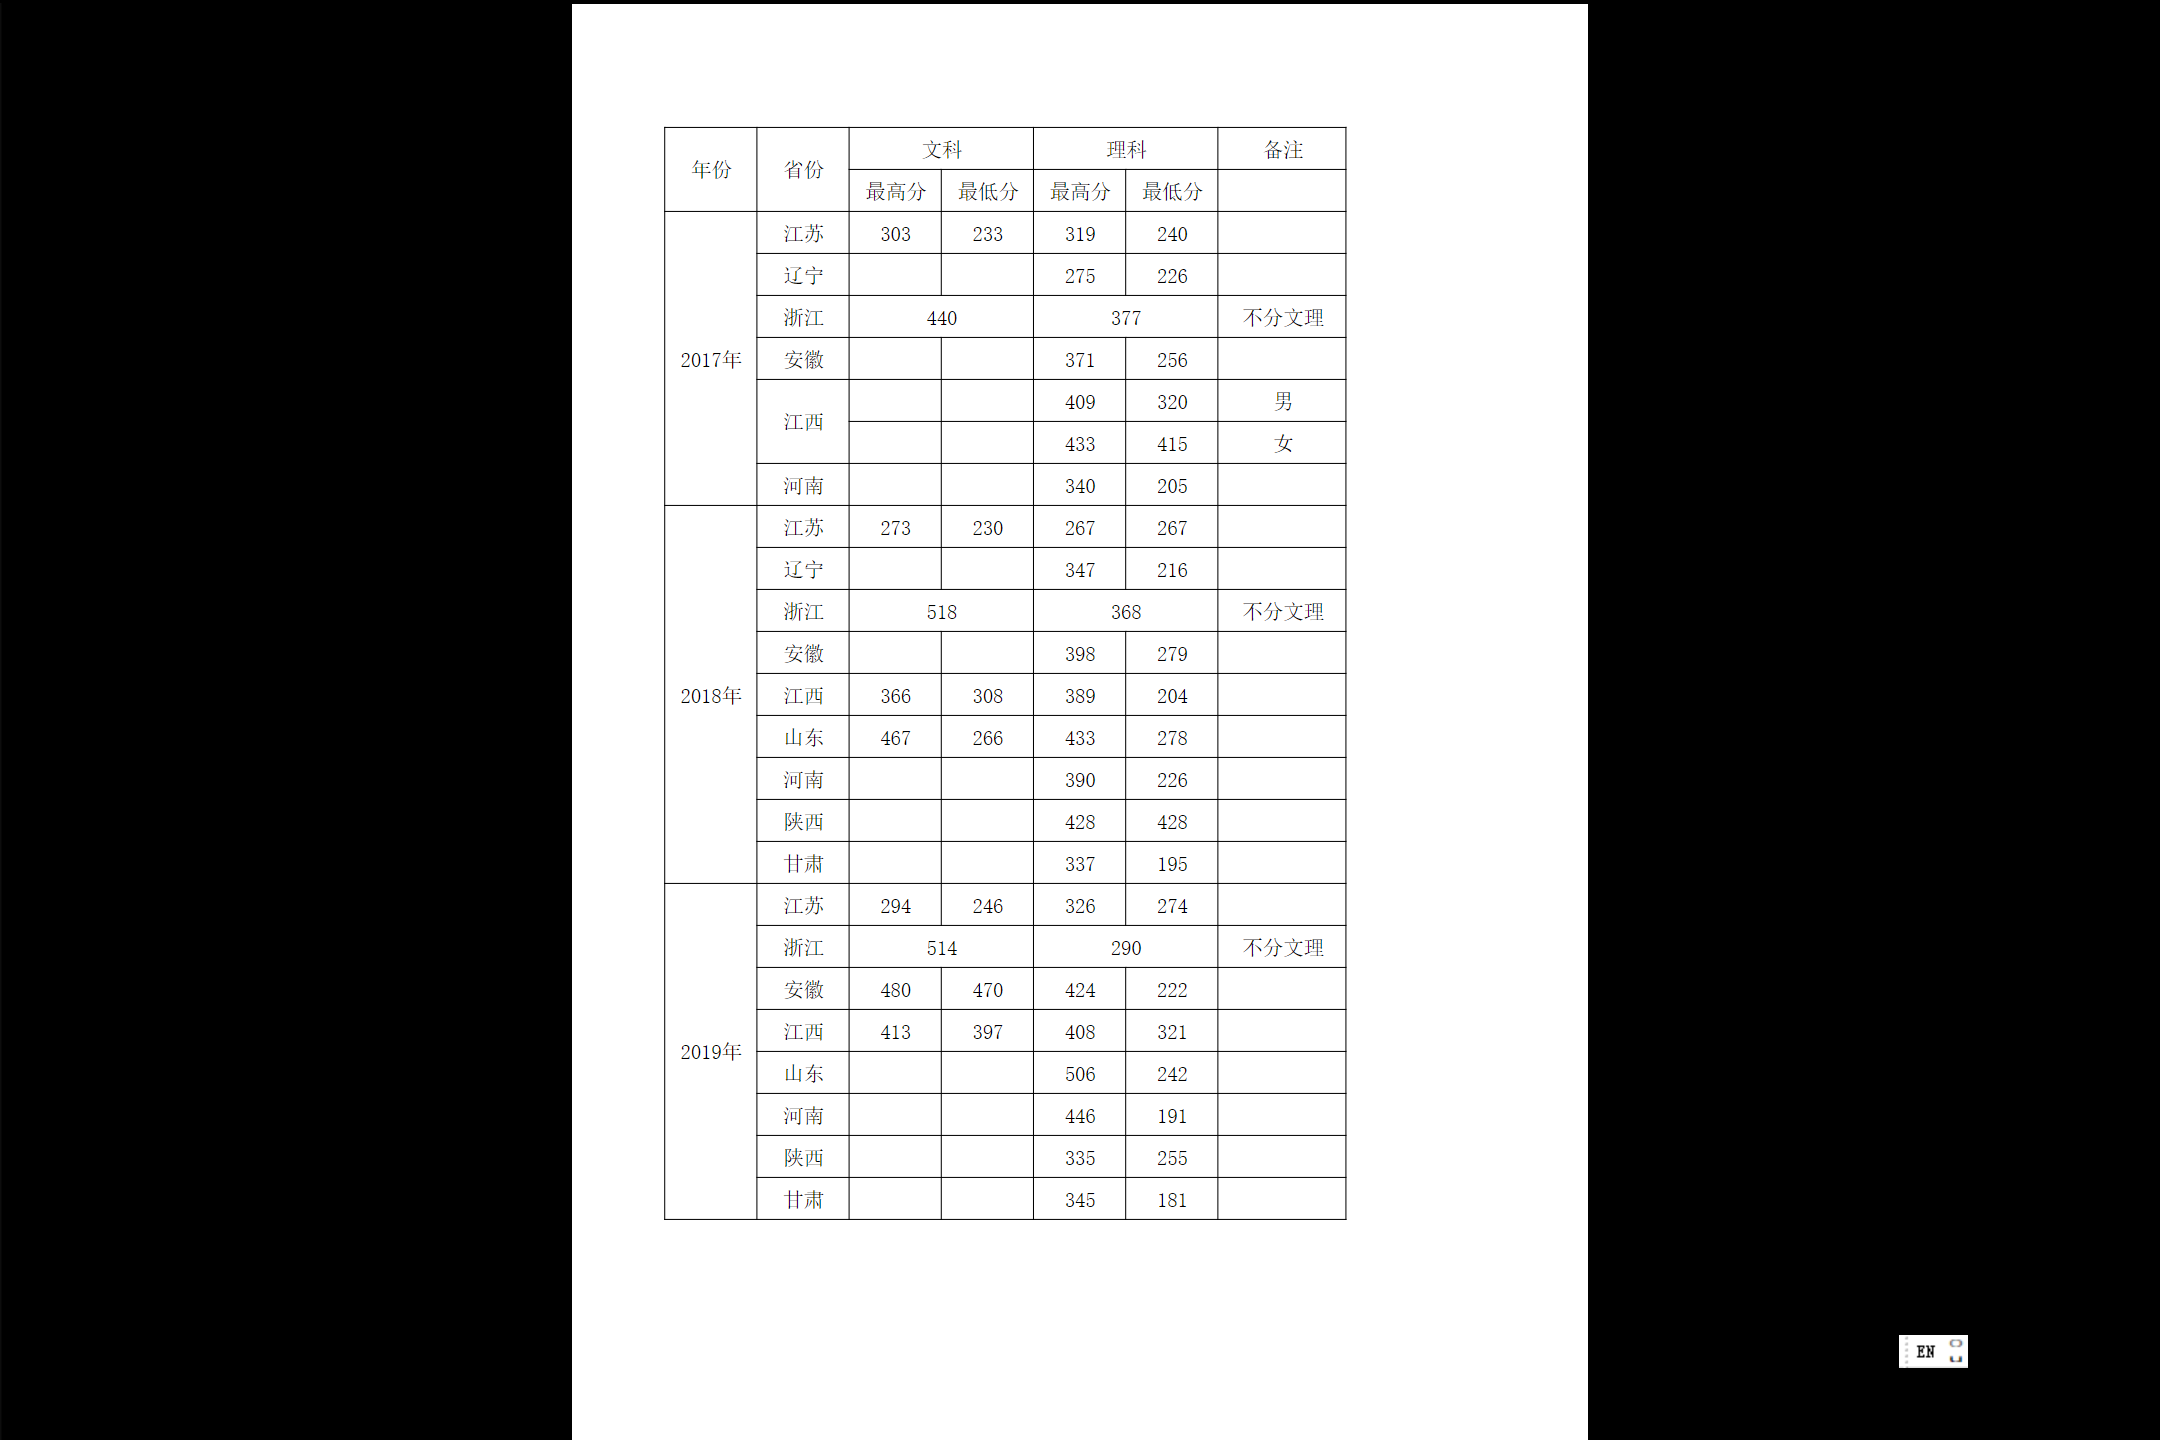 年份 省份 文科 理科 备注
最高分 最低分 最高分 最低分
2017年 江苏 303 233 319 240
辽宁 275 226
浙江 440 377 不分文理
安徽 371 256
江西 409 320 男
433 415 女
河南 340 205
2018年 江苏 273 230 267 267
辽宁 347 216
浙江 518 368 不分文理
安徽 398 279
江西 366 308 389 204
山东 467 266 433 278
河南 390 226
陕西 428 428
甘肃 337 195
2019年 江苏 294 246 326 274
浙江 514 290 不分文理
安徽 480 470 424 222
江西 413 397 408 321
山东 506 242
河南 446 191
陕西 335 255
甘肃 345 181
EN